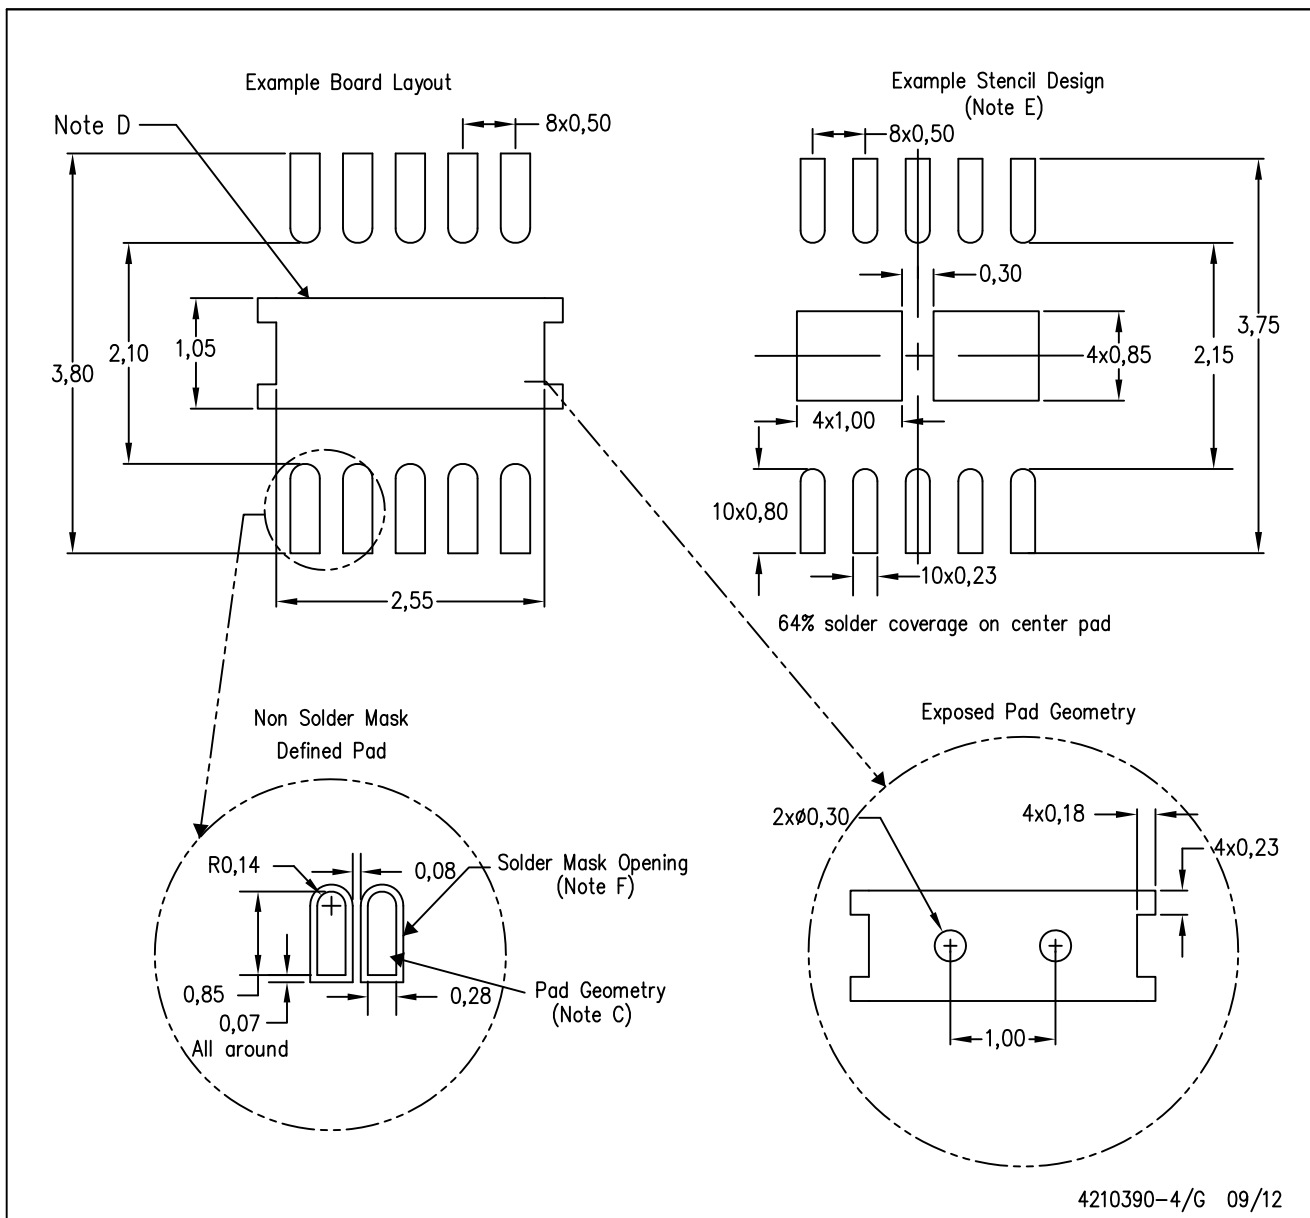 Example Board Layout
Note D
8x0,50
3,80
2,10
1,05
2,55
Example Stencil Design
(Note E)
8x0,50
0,30
4x0,85
4x1,00
2,15
3,75
10x0,80
10x0,23
64% solder coverage on center pad
Non Solder Mask
Defined Pad
R0,14
0,08
Solder Mask Opening
(Note F)
0,85
0,07
All around
0,28
Pad Geometry
(Note C)
Exposed Pad Geometry
2xø0,30
4x0,18
4x0,23
1,00
4210390-4/G 09/12